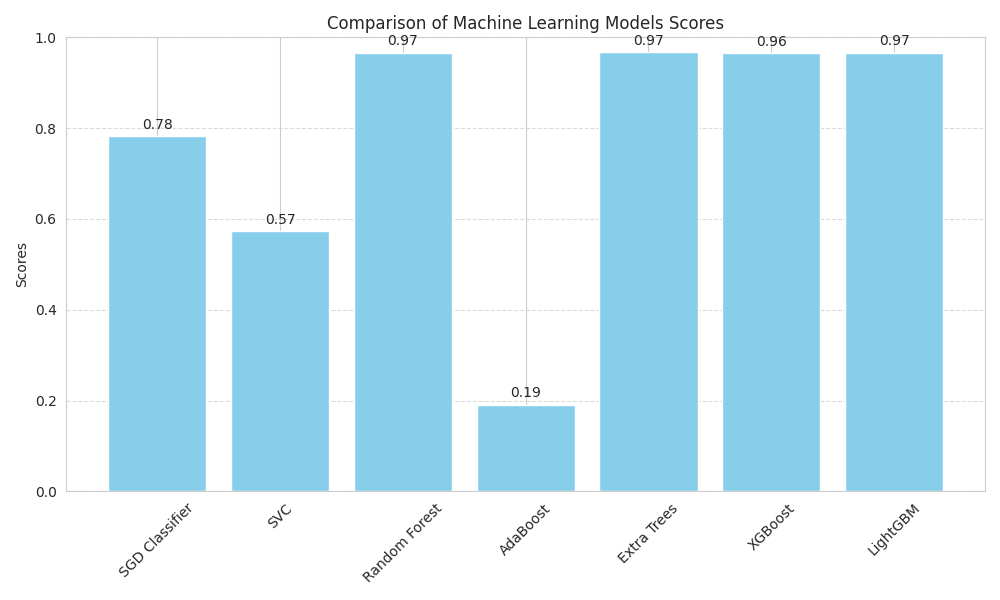 Comparison of Machine Learning Models Scores
1.0
0.8
0.6
0.4
0.2
0.0
Scores
0.78
0.57
0.97
0.19
0.97
0.96
0.97
SGD Classifier
SVC
Random Forest
AdaBoost
Extra Trees
XGBoost
LightGBM